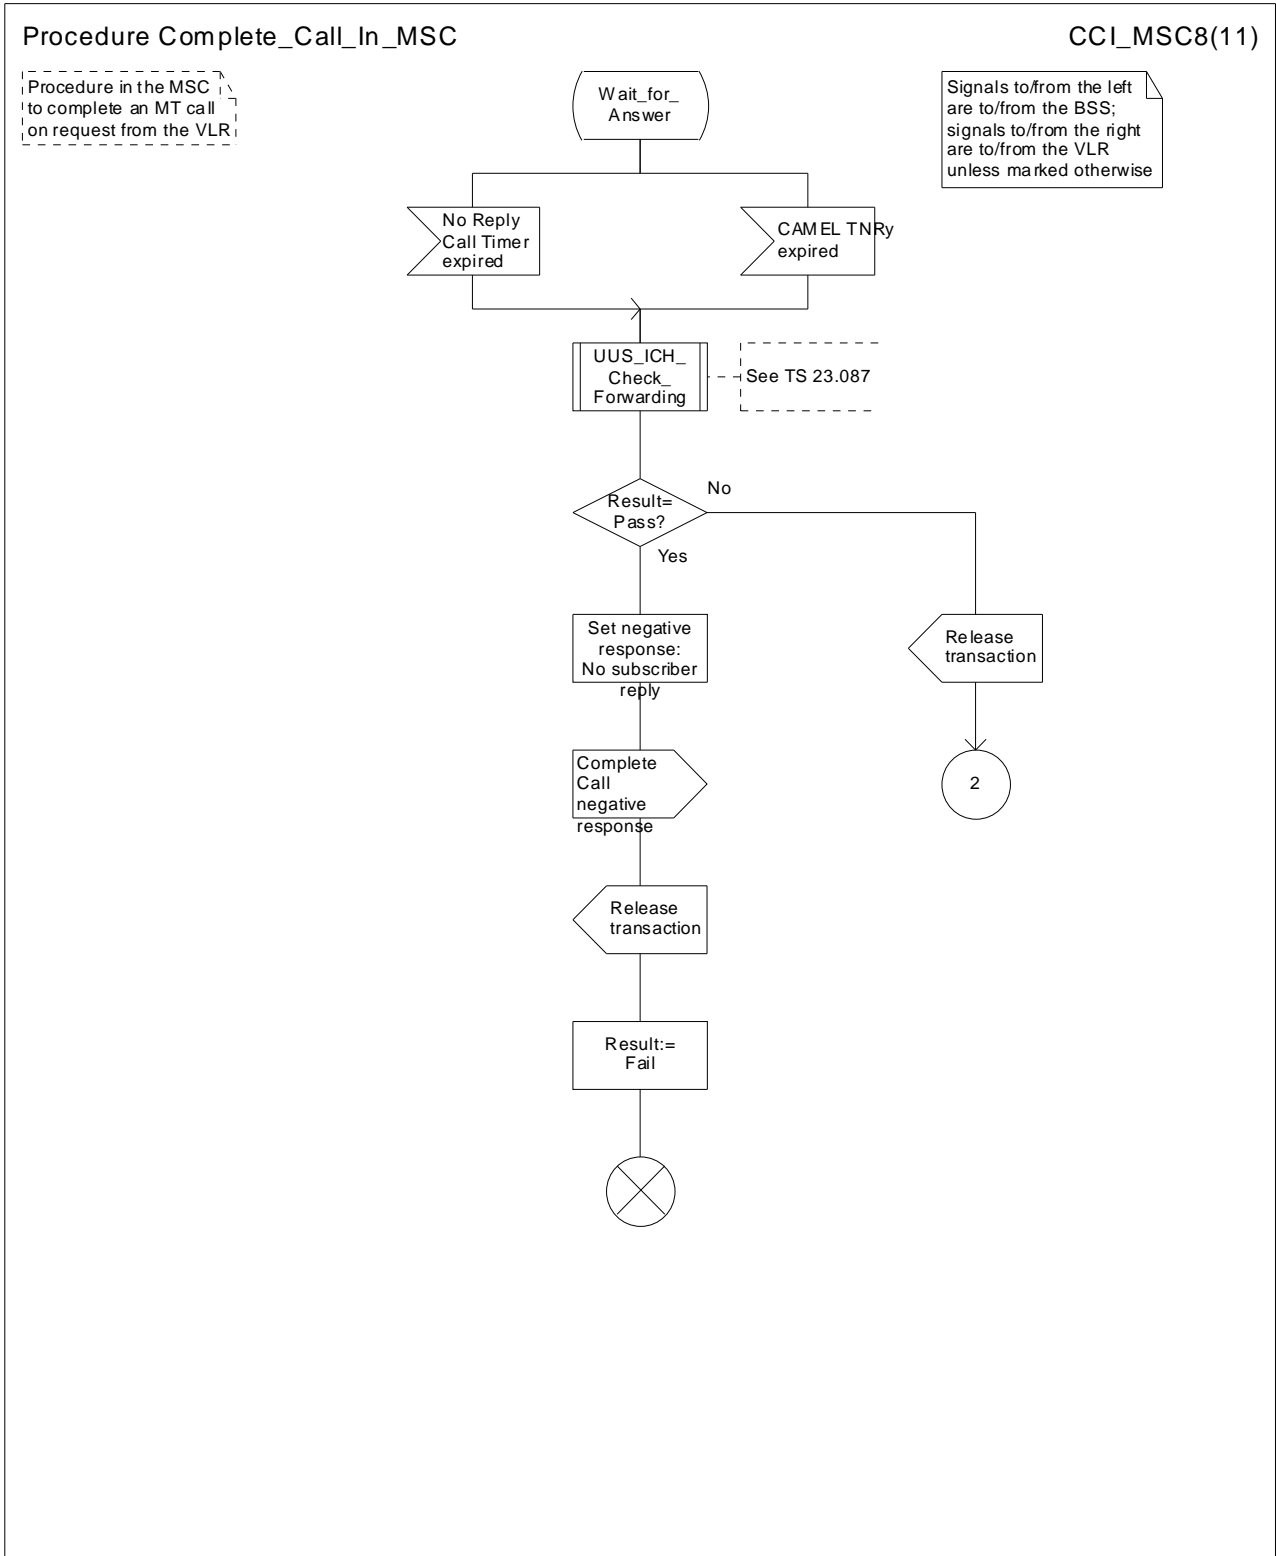 Procedure Complete_Call_In_MSC
CCI_MSC8(11)
Procedure in the MSC
to complete an MT call
on request from the VLR
Wait_for_
Answer
Signals to/from the left
are to/from the BSS;
signals to/from the right
are to/from the VLR
unless marked otherwise
No Reply
Call Timer
expired
CAMEL TNRy
expired
UUS_ICH_
Check_
Forwarding
See TS 23.087
Result=
Pass?
No
Yes
Set negative
response:
No subscriber
reply
Release
transaction
Complete
Call
negative
response
2
Release
transaction
Result:=
Fail